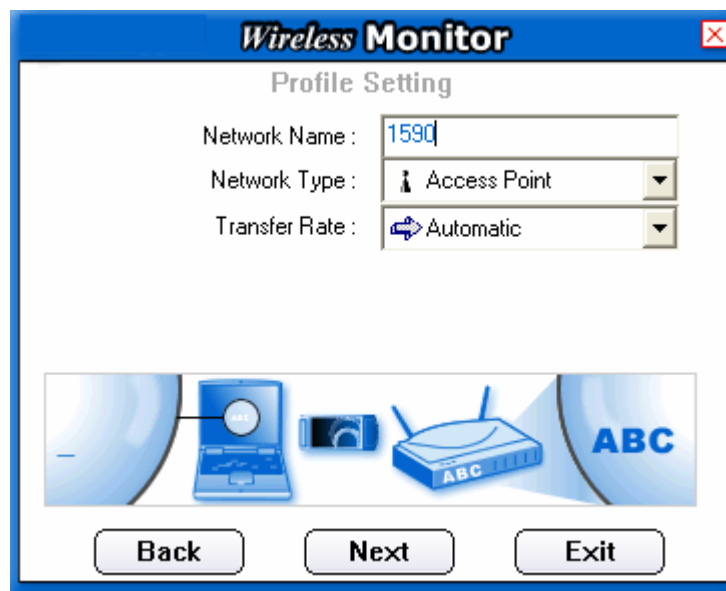 Wireless Monitor
Profile Setting
Network Name : 1590
Network Type : Access Point
Transfer Rate : Automatic
ABC
ABC
ABC
Back Next Exit